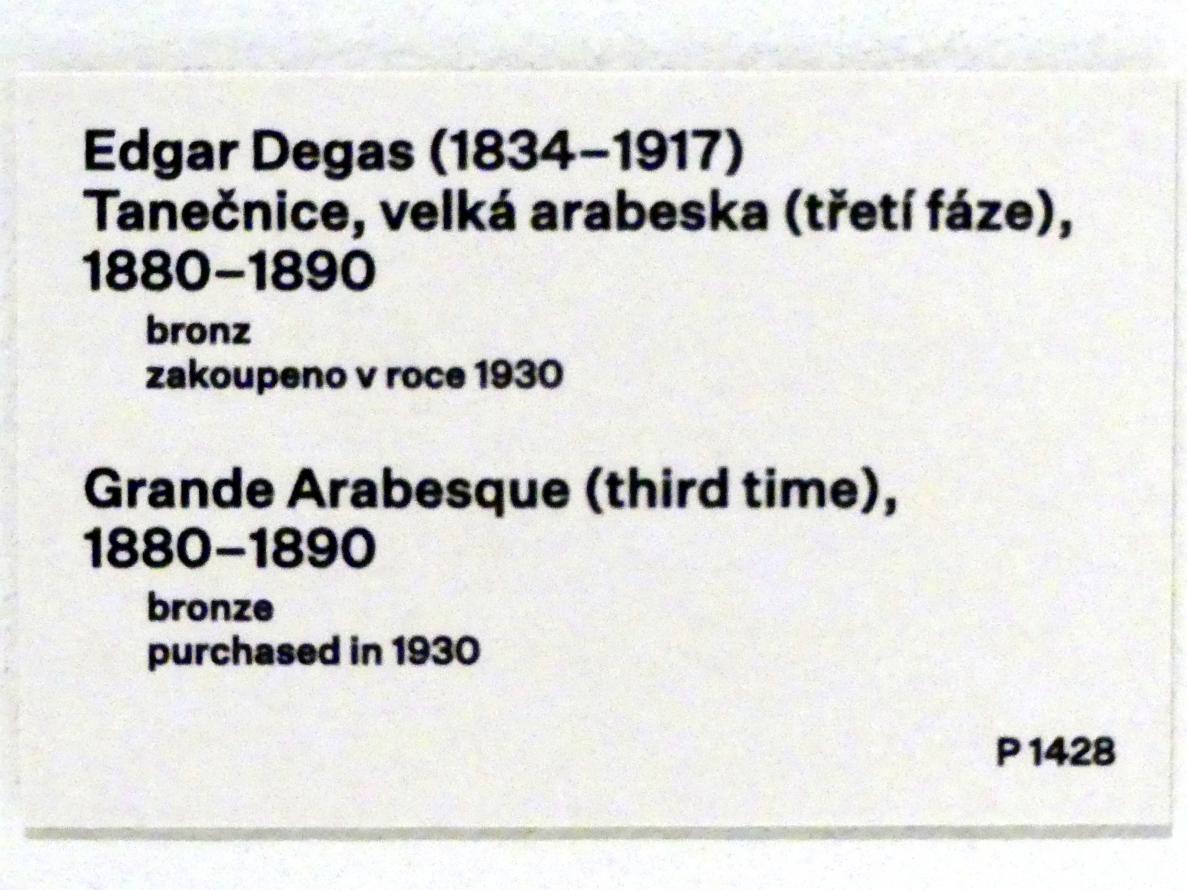 Edgar Degas (1834–1917)
Tanečnice, velká arabeska (třetí fáze),
1880–1890
bronz
zakoupeno v roce 1930
Grande Arabesque (third time),
1880–1890
bronze
purchased in 1930
P 1428